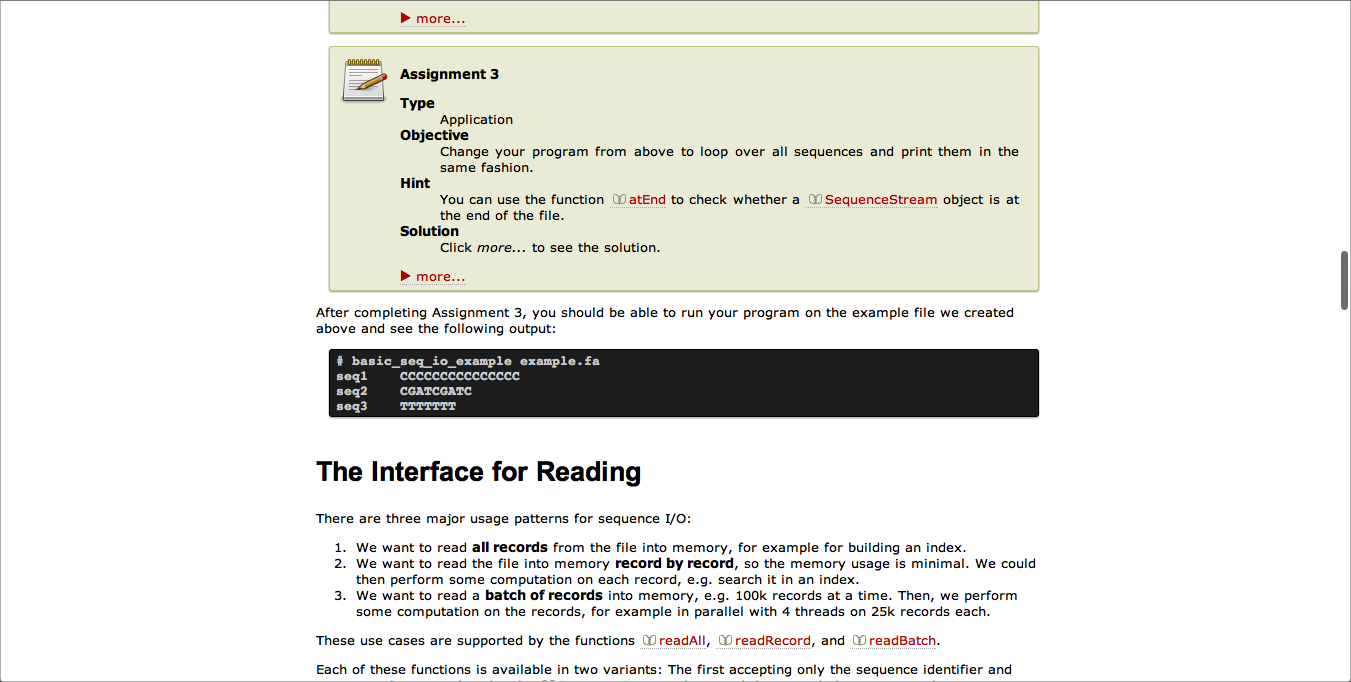 more...
Assignment 3
Type
Application
Objective
Change your program from above to loop over all sequences and print them in the
same fashion.
Hint
You can use the function atEnd to check whether a SequenceStream object is at
the end of the file.
Solution
Click more... to see the solution.
more...
After completing Assignment 3, you should be able to run your program on the example file we created
above and see the following output:
# basic_seq_io_example example.fa
seq1 CCCCCCCCCCCCCCC
seq2 CGATCGATC
seq3 TTTTTTT
The Interface for Reading
There are three major usage patterns for sequence I/O:
1. We want to read all records from the file into memory, for example for building an index.
2. We want to read the file into memory record by record, so the memory usage is minimal. We could
then perform some computation on each record, e.g. search it in an index.
3. We want to read a batch of records into memory, e.g. 100k records at a time. Then, we perform
some computation on the records, for example in parallel with 4 threads on 25k records each.
These use cases are supported by the functions readAll, readRecord, and readBatch.
Each of these functions is available in two variants: The first accepting only the sequence identifier and